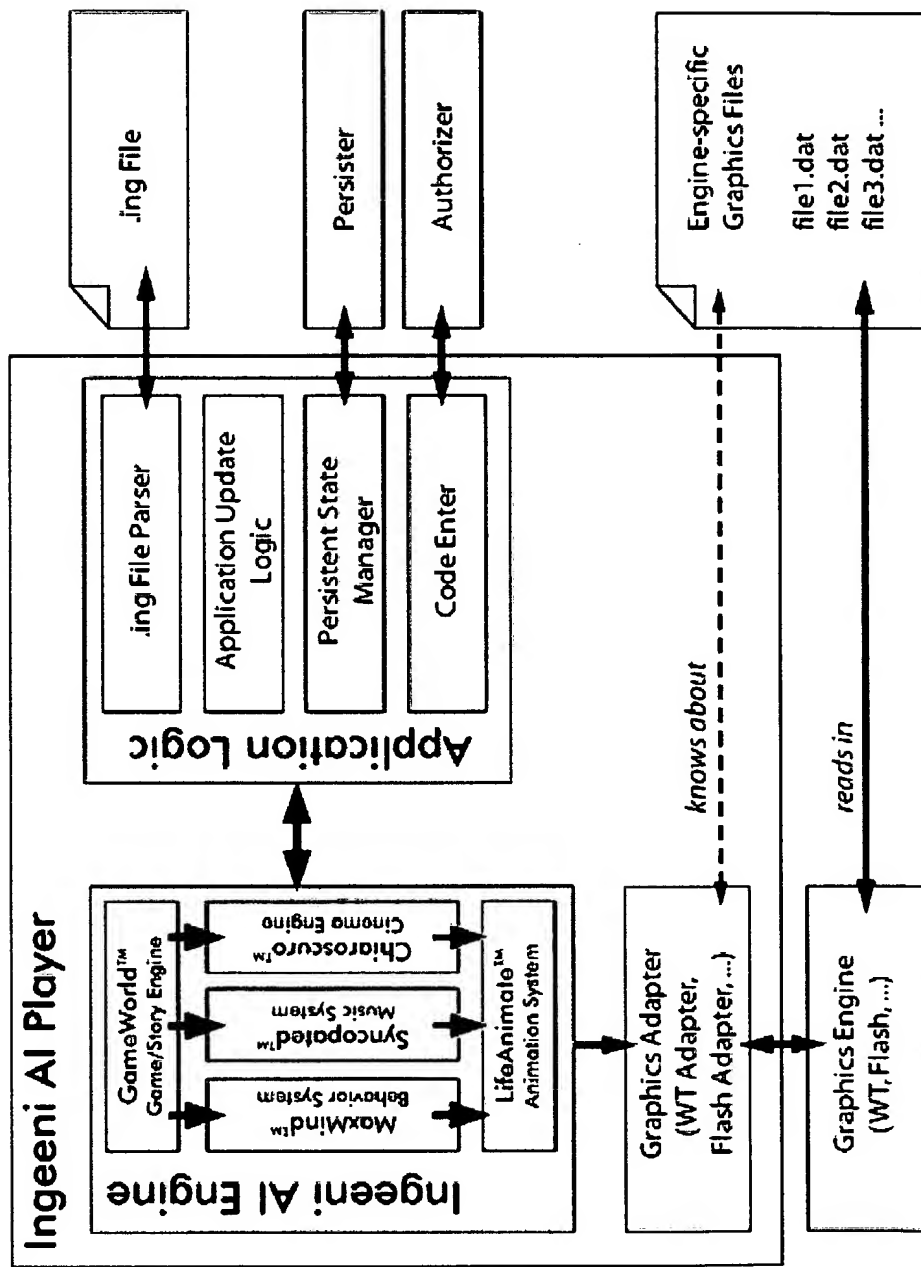 Ingeeni AI Player
Ingeeni AI Engine
GameWorld™
Game/Story Engine
MaxMind™
Behavior System
Syncopated™
Music System
Chiaroscuro™
Cinema Engine
LifeAnimate™
Animation System
Application Logic
.ing File Parser
Application Update
Logic
Persistent State
Manager
Code Enter
.ing File
Persister
Authorizer
Graphics Adapter
(WT Adapter,
Flash Adapter, ...)
knows about
Graphics Engine
(WT, Flash, ...)
reads in
Engine-specific
Graphics Files
file1.dat
file2.dat
file3.dat ...